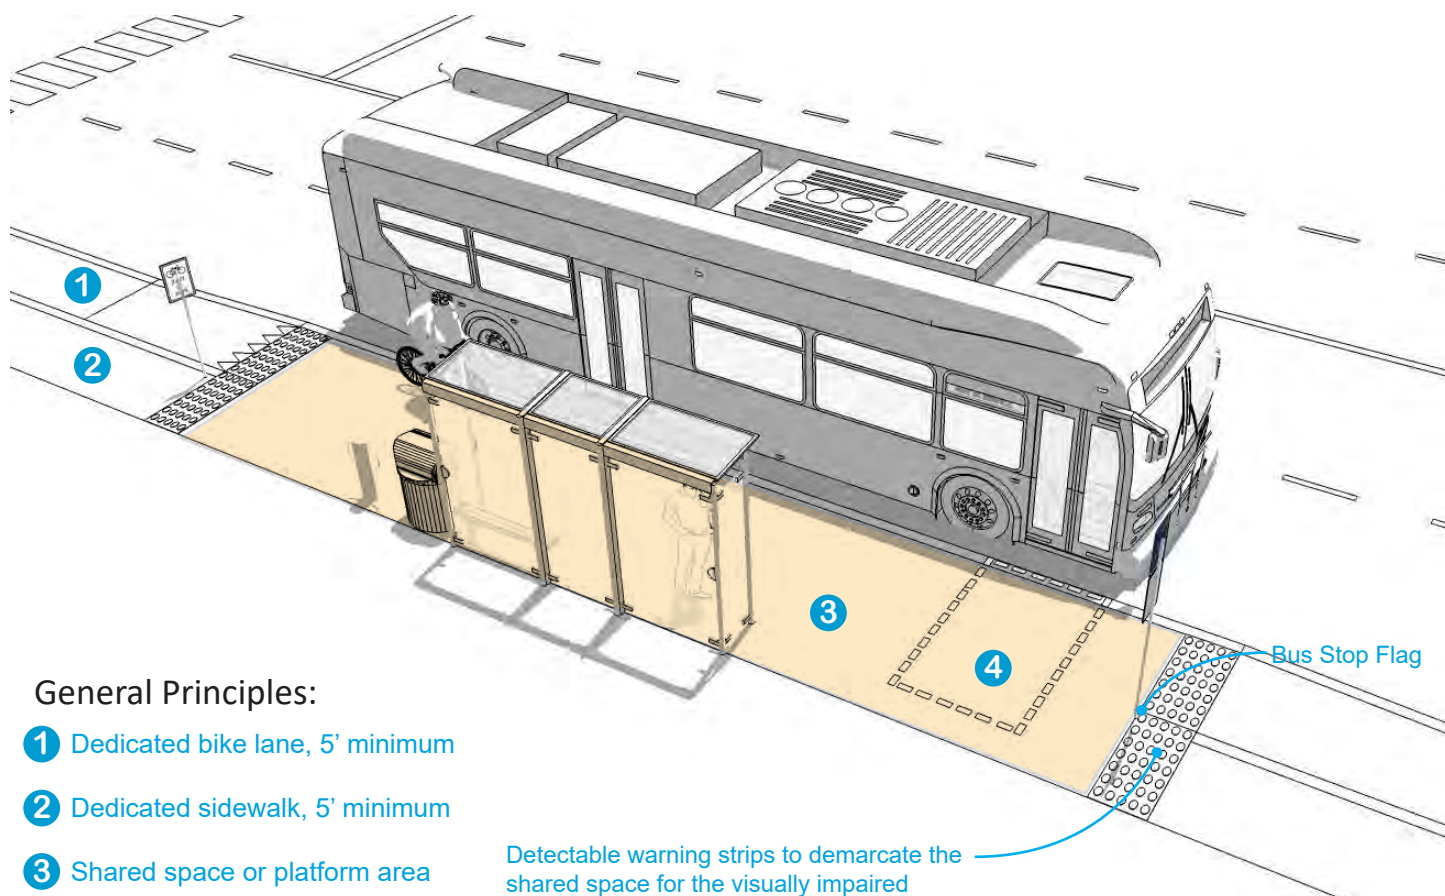 1
2
3
4
Bus Stop Flag
General Principles:
1 Dedicated bike lane, 5’ minimum
2 Dedicated sidewalk, 5’ minimum
3 Shared space or platform area
Detectable warning strips to demarcate the
shared space for the visually impaired